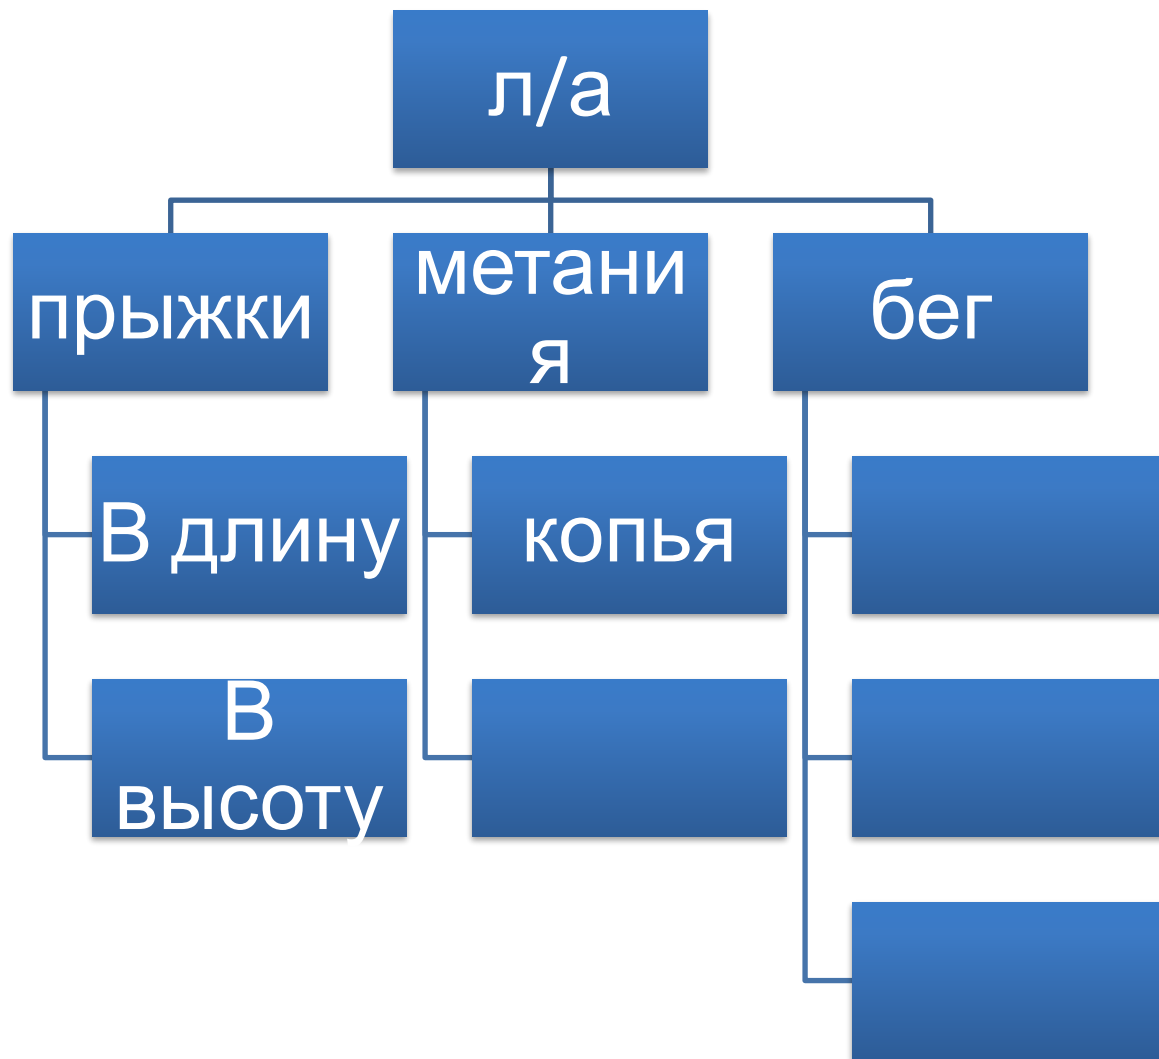 л/а
прыжки
метани
я
бег
В длину
копья
В
высоту